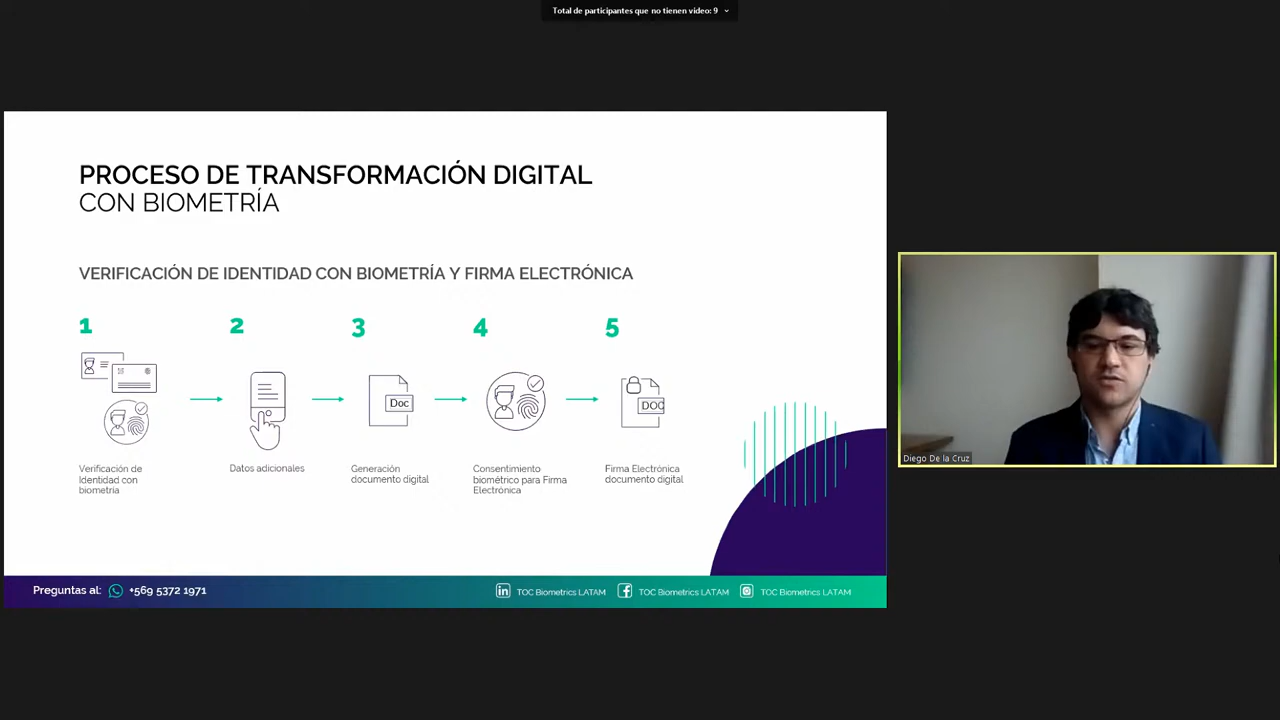 Total de participantes que no tienen video: 9
PROCESO DE TRANSFORMACIÓN DIGITAL
CON BIOMETRÍA
VERIFICACIÓN DE IDENTIDAD CON BIOMETRÍA Y FIRMA ELECTRÓNICA
1
2
3
4
5
Doc
DOC
Verificación de
Identidad con
biometría
Datos adicionales
Generación
documento digital
Consentimiento
biométrico para Firma
Electrónica
Firma Electrónica
documento digital
Diego De la Cruz
Preguntas al: +569 5372 1971
in TOC Biometrics LATAM
f TOC Biometrics LATAM
TOC Biometrics LATAM